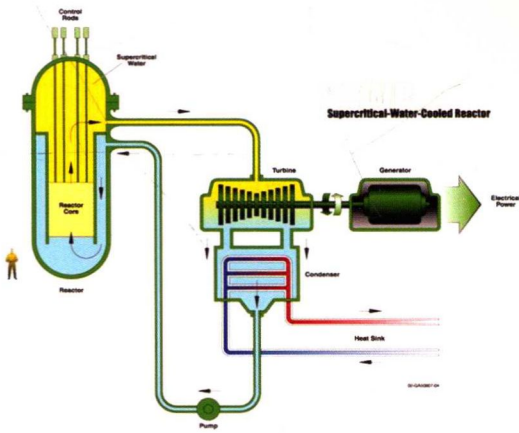 Control
Rods
Supercritical
Water
Supercritical-Water-Cooled Reactor
Turbine
Generator
Electrical
Power
Reactor
Core
Condenser
Reactor
Heat Sink
Pump